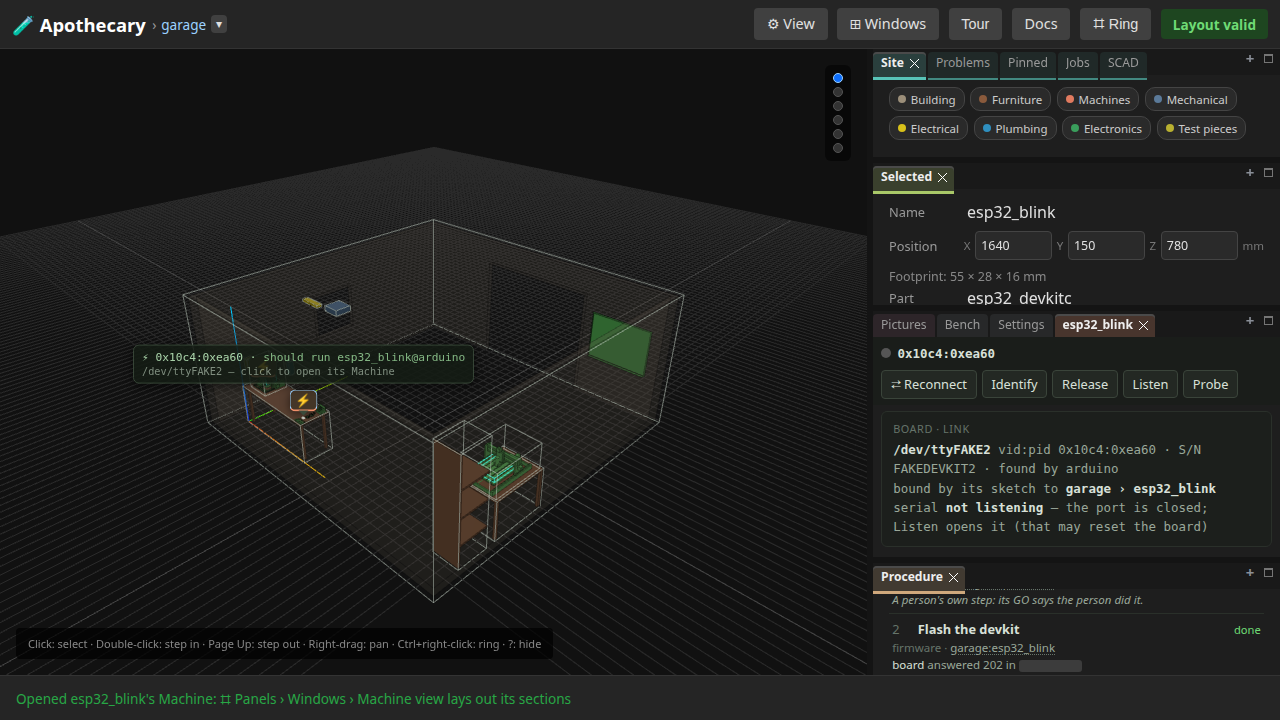 Apothecary › garage ▾
⚙ View
⊞ Windows
Tour
Docs
⌗ Ring
Layout valid
Site
Problems
Pinned
Jobs
SCAD
Building
Furniture
Machines
Mechanical
Electrical
Plumbing
Electronics
Test pieces
Selected
Name esp32_blink
Position X 1640 Y 150 Z 780 mm
Footprint: 55 × 28 × 16 mm
Part esp32_devkitc
⚡ 0x10c4:0xea60 · should run esp32_blink@arduino
/dev/ttyFAKE2 — click to open its Machine
Pictures
Bench
Settings
esp32_blink
0x10c4:0xea60
⇄ Reconnect
Identify
Release
Listen
Probe
BOARD · LINK
/dev/ttyFAKE2 vid:pid 0x10c4:0xea60 · S/N
FAKEDEVKIT2 · found by arduino
bound by its sketch to garage › esp32_blink
serial not listening — the port is closed;
Listen opens it (that may reset the board)
Procedure
A person's own step: its GO says the person did it.
2 Flash the devkit done
firmware · garage:esp32_blink
board answered 202 in
Click: select · Double-click: step in · Page Up: step out · Right-drag: pan · Ctrl+right-click: ring · ?: hide
Opened esp32_blink's Machine: ⌗ Panels › Windows › Machine view lays out its sections